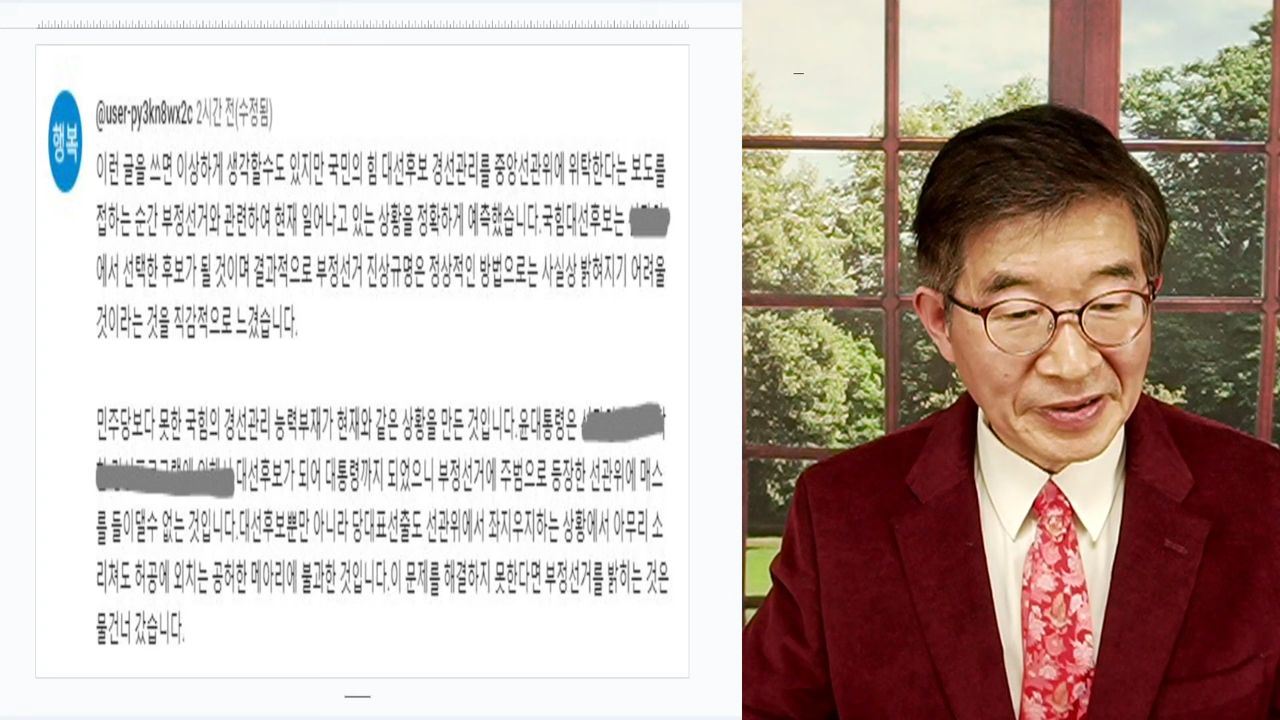 행복
@user-py3kn8wx2c 2시간 전(수정됨)
이런 글을 쓰면 이상하게 생각할수도 있지만 국민의 힘 대선후보 경선관리를 중앙선관위에 위탁한다는 보도를
접하는 순간 부정선거와 관련하여 현재 일어나고 있는 상황을 정확하게 예측했습니다.국힘대선후보는
에서 선택한 후보가 될 것이며 결과적으로 부정선거 진상규명은 정상적인 방법으로는 사실상 밝혀지기 어려울
것이라는 것을 직감적으로 느겼습니다.
민주당보다 못한 국힘의 경선관리 능력부재가 현재와 같은 상황을 만든 것입니다.윤대통령은
대선후보가 되어 대통령까지 되었으니 부정선거에 주범으로 등장한 선관위에 매스
를 들이댈수 없는 것입니다.대선후보뿐만 아니라 당대표선출도 선관위에서 좌지우지하는 상황에서 아무리 소
리쳐도 허공에 외치는 공허한 메아리에 불과한 것입니다.이 문제를 해결하지 못한다면 부정선거를 밝히는 것은
물건너 갔습니다.